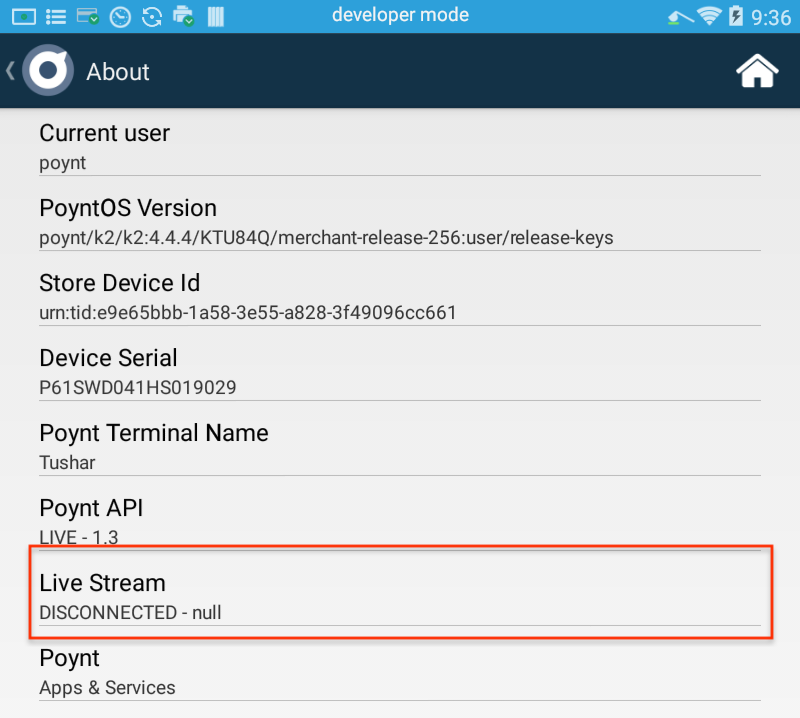 developer mode
9:36
About
Current user
poynt
PoyntOS Version
poynt/k2/k2:4.4.4/KTU84Q/merchant-release-256:user/release-keys
Store Device Id
urn:tid:e9e65bbb-1a58-3e55-a828-3f49096cc661
Device Serial
P61SWD041HS019029
Poynt Terminal Name
Tushar
Poynt API
LIVE - 1.3
Live Stream
DISCONNECTED - null
Poynt
Apps & Services